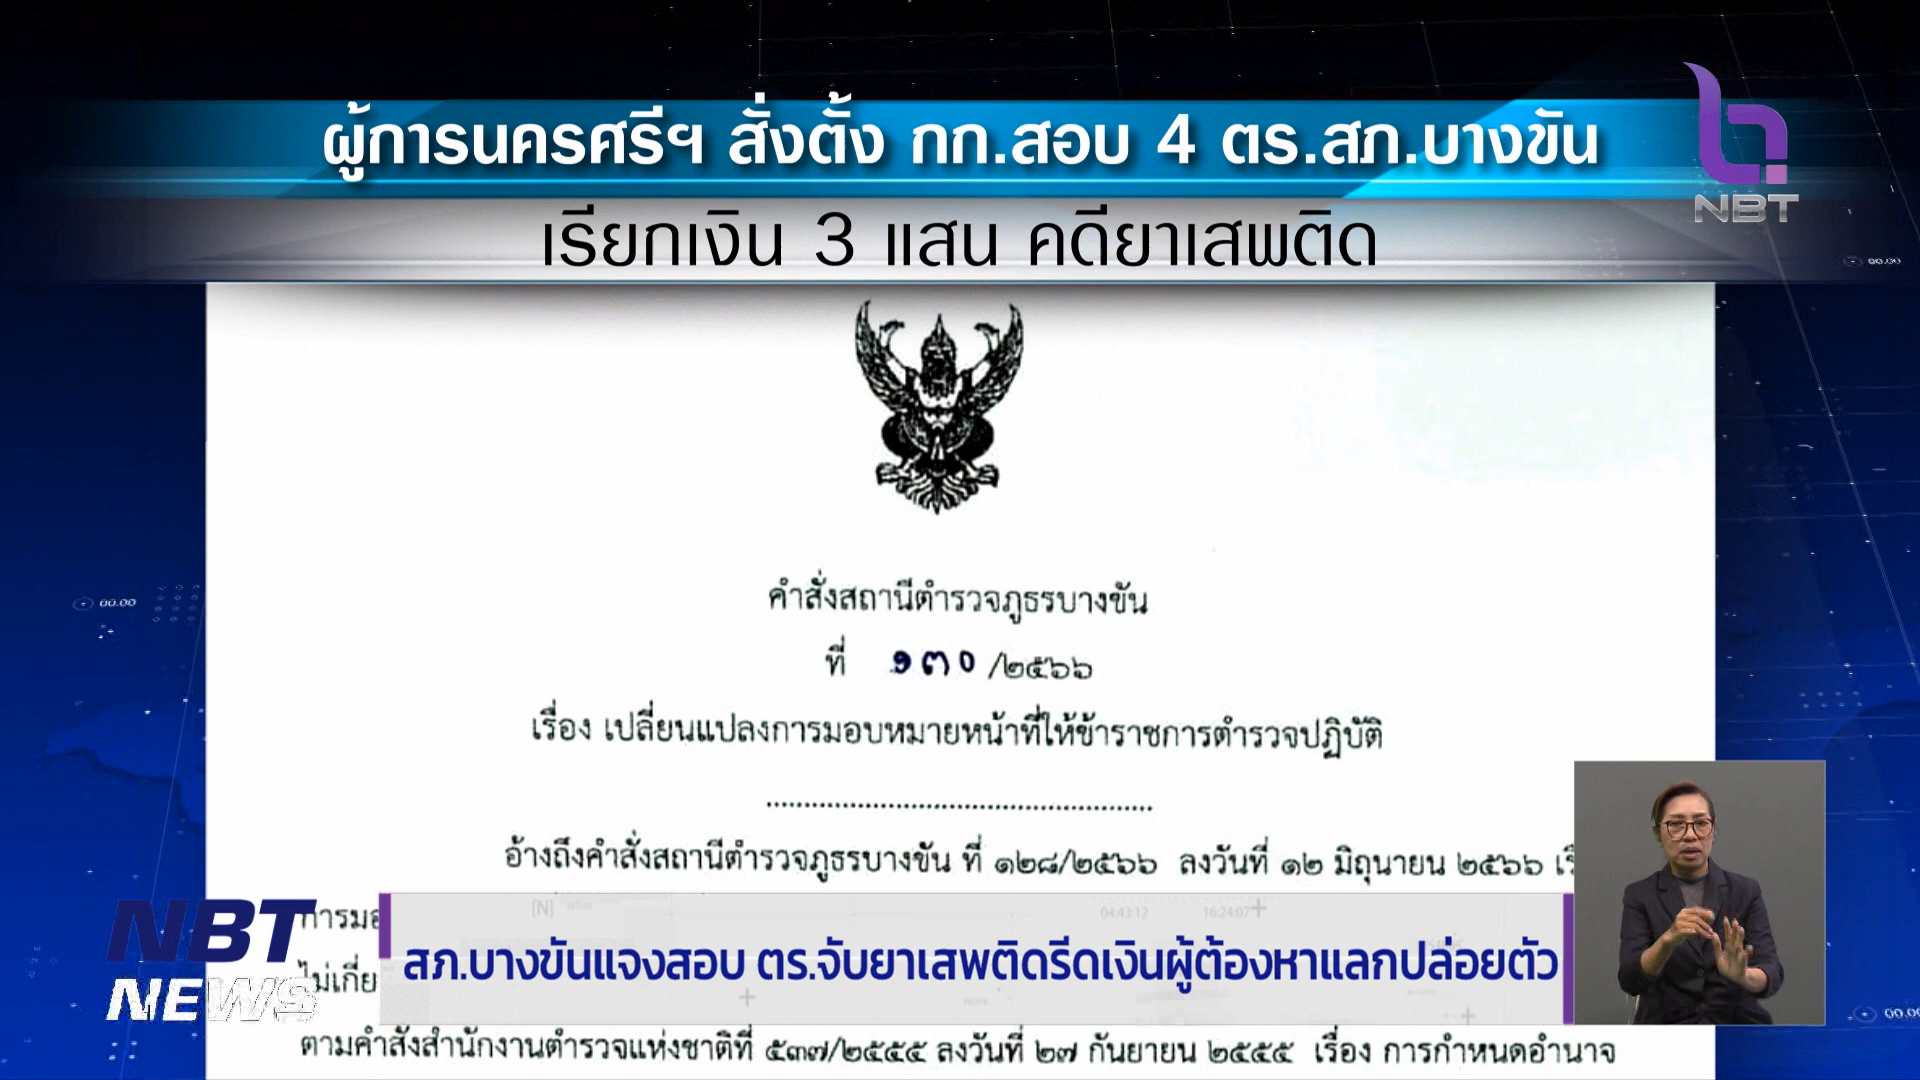 ผู้การนครศรีฯ สั่งตั้ง กก.สอบ 4 ตร.สภ.บางขัน
NBT
เรียกเงิน 3 แสน คดียาเสพติด
00.30
คำสั่งสถานีตำรวจภูธรบางขัน
00.00
ที่ ๑๓๐ /๒๕๖๖
เรื่อง เปลี่ยนแปลงการมอบหมายหน้าที่ให้ข้าราชการตำรวจปฏิบัติ
อ้างถึงคำสั่งสถานีตำรวจภูธรบางขัน ที่ ๑๒๘/๒๕๖๖ ลงวันที่ ๑๒ มิถุนายน ๒๕๖๖
[N] 04:43:12 16:24:07
NBT
NEWS
สภ.บางขันแจงสอบ ตร.จับยาเสพติดรีดเงินผู้ต้องหาแลกปล่อยตัว
ไม่เกี่ย
ตามคำสั่งสำนักงานตำรวจแห่งชาติที่ ๕๓๗/๒๕๕๕ ลงวันที่ ๒๗ กันยายน ๒๕๕๕ เรื่อง การกำหนดอำนาจ